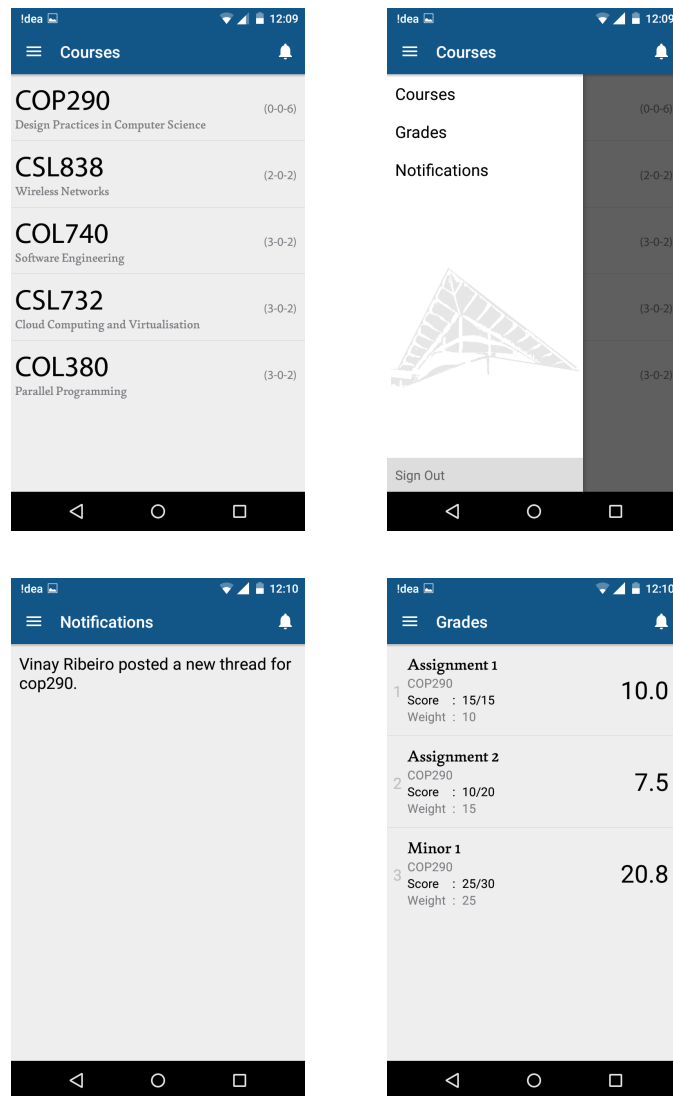 !dea 12:09
Courses
COP290
Design Practices in Computer Science
(0-0-6)
CSL838
Wireless Networks
(2-0-2)
COL740
Software Engineering
(3-0-2)
CSL732
Cloud Computing and Virtualisation
(3-0-2)
COL380
Parallel Programming
(3-0-2)
!dea 12:09
Courses
Courses
Grades
Notifications
(0-0-6)
(2-0-2)
(3-0-2)
(3-0-2)
(3-0-2)
Sign Out
!dea 12:10
Notifications
Vinay Ribeiro posted a new thread for
cop290.
!dea 12:10
Grades
1
Assignment 1
COP290
Score : 15/15
Weight : 10
10.0
2
Assignment 2
COP290
Score : 10/20
Weight : 15
7.5
3
Minor 1
COP290
Score : 25/30
Weight : 25
20.8